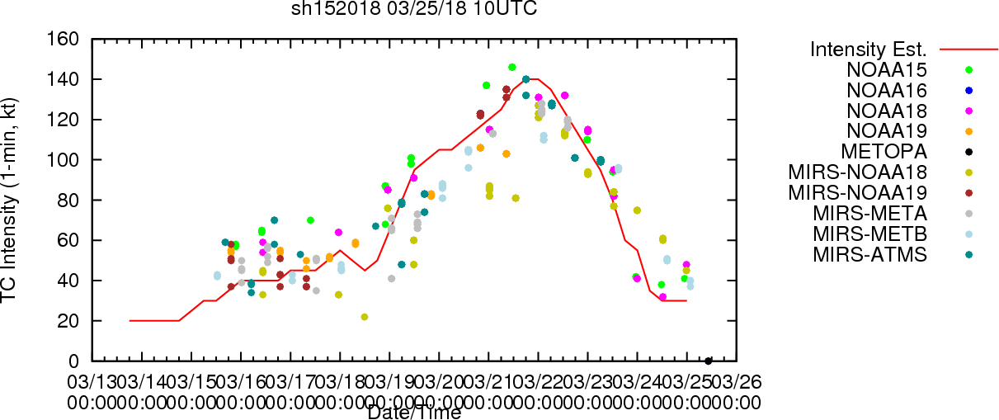 sh152018 03/25/18 10UTC
160
140
120
100
80
60
40
20
0
TC Intensity (1-min, kt)
03/13 03/14 03/15 03/16 03/17 03/18 03/19 03/20 03/21 03/22 03/23 03/24 03/25 03/26
00:00 00:00 00:00 00:00 00:00 00:00 00:00 00:00 00:00 00:00 00:00 00:00 00:00 00:00
Date/Time
Intensity Est.
NOAA15
NOAA16
NOAA18
NOAA19
METOPA
MIRS-NOAA18
MIRS-NOAA19
MIRS-META
MIRS-METB
MIRS-ATMS